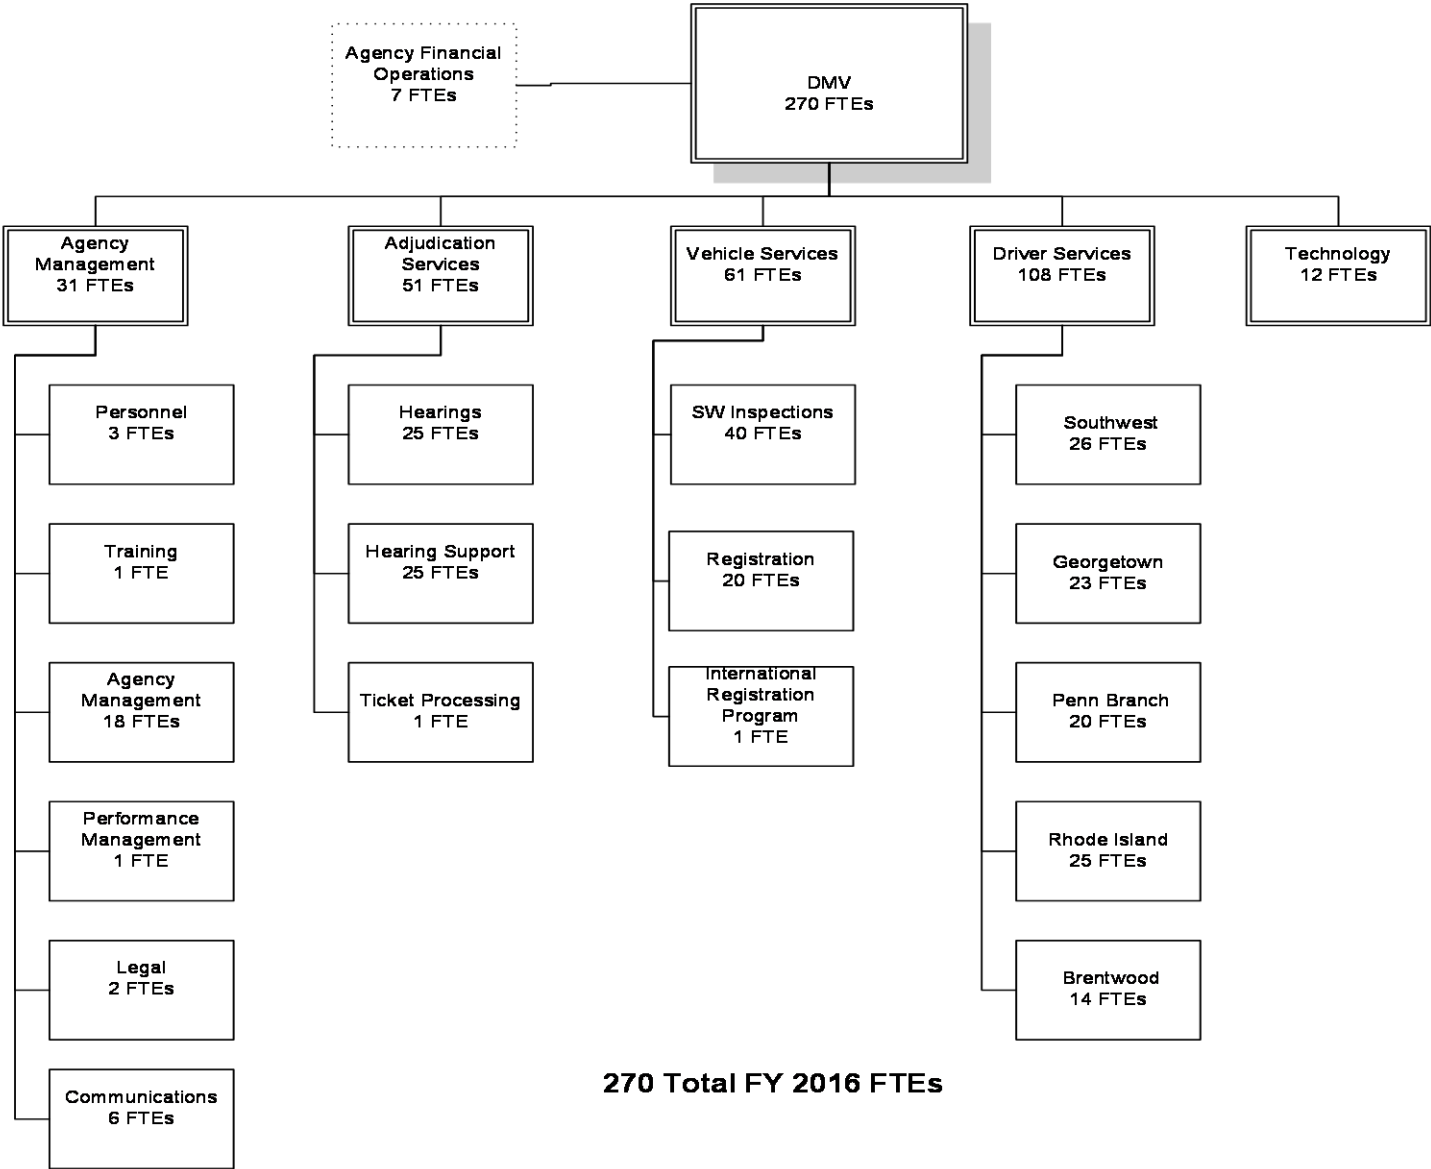 Agency Financial
Operations
7 FTEs
DMV
270 FTEs
Agency
Management
31 FTEs
Adjudication
Services
51 FTEs
Vehicle Services
61 FTEs
Driver Services
108 FTEs
Technology
12 FTEs
Personnel
3 FTEs
Training
1 FTE
Agency
Management
18 FTEs
Performance
Management
1 FTE
Legal
2 FTEs
Communications
6 FTEs
Hearings
25 FTEs
Hearing Support
25 FTEs
Ticket Processing
1 FTE
SW Inspections
40 FTEs
Registration
20 FTEs
International
Registration
Program
1 FTE
Southwest
26 FTEs
Georgetown
23 FTEs
Penn Branch
20 FTEs
Rhode Island
25 FTEs
Brentwood
14 FTEs
270 Total FY 2016 FTEs